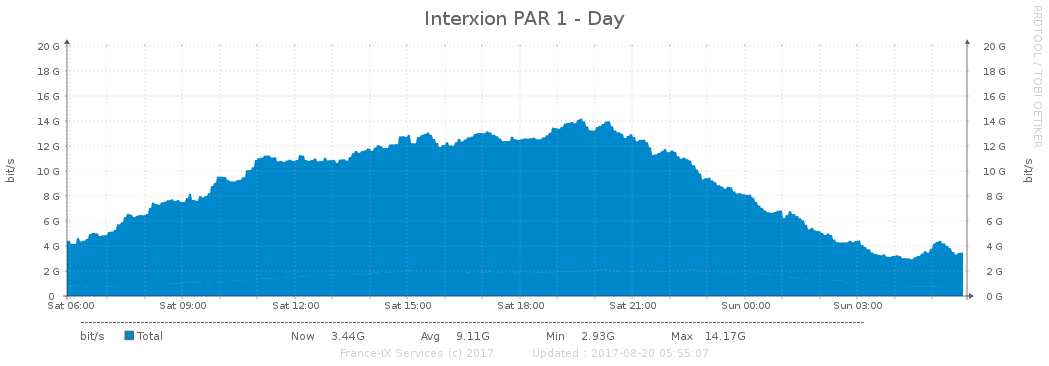 Interxion PAR 1 - Day
RRDTOOL / TOBI OETIKER
bit/s
20 G 20 G
18 G 18 G
16 G 16 G
14 G 14 G
12 G 12 G
10 G 10 G
8 G 8 G
6 G 6 G
4 G 4 G
2 G 2 G
0 0 G
bit/s
Sat 06:00 Sat 09:00 Sat 12:00 Sat 15:00 Sat 18:00 Sat 21:00 Sun 00:00 Sun 03:00
bit/s Total Now 3.44G Avg 9.11G Min 2.93G Max 14.17G
France-IX Services (c) 2017 Updated : 2017-08-20 05:55:07